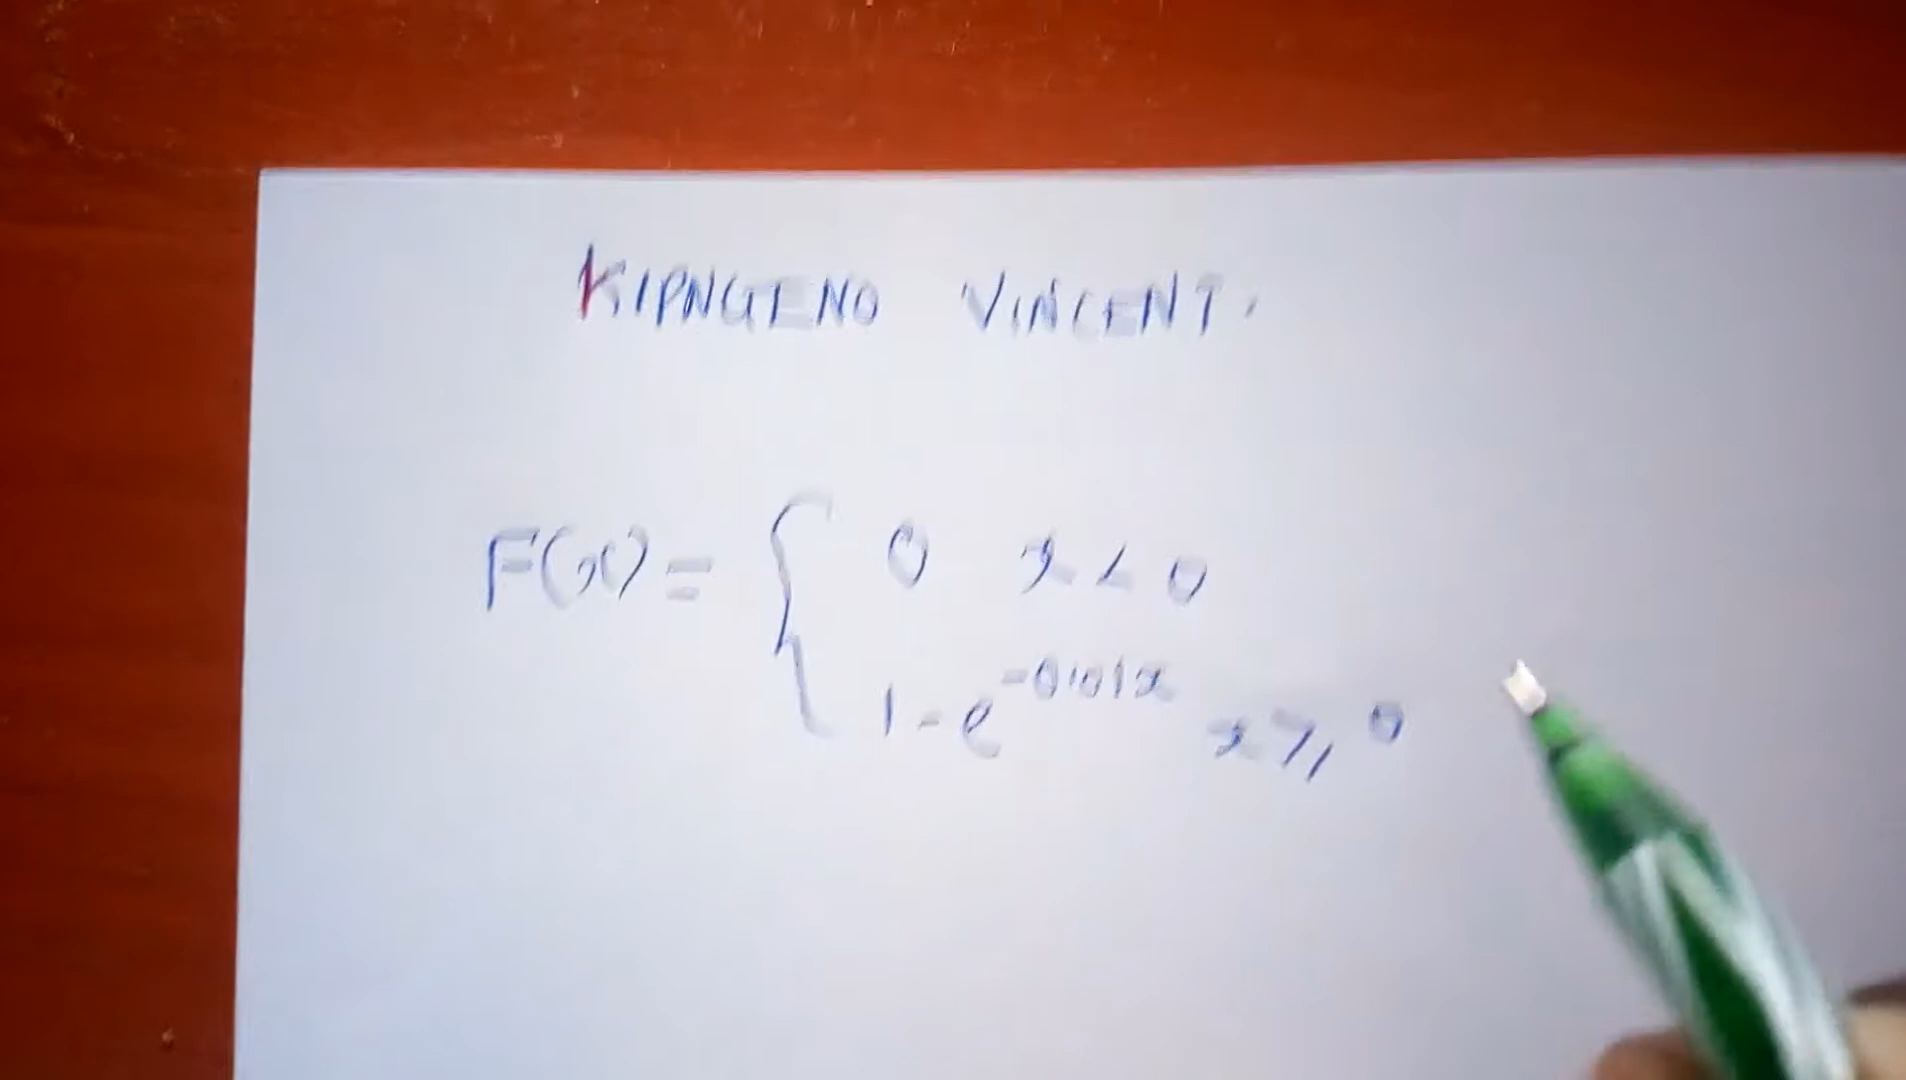 KIPNGENO VINCENT.
F(x) = { 0 x < 0
1 - e^{-0.01x} x ≥ 0